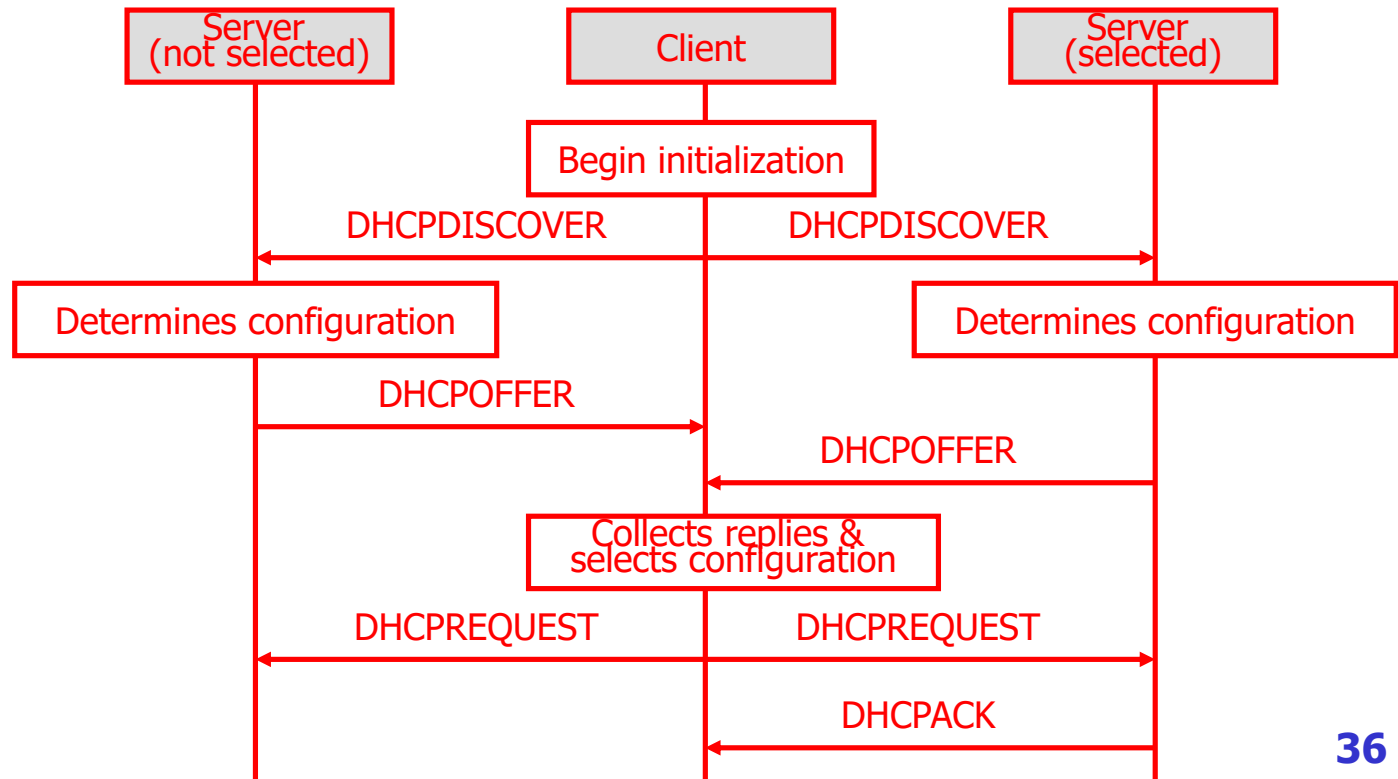 Server
(not selected)
Client
Server
(selected)
Begin initialization
DHCPDISCOVER
DHCPDISCOVER
Determines configuration
Determines configuration
DHCPOFFER
DHCPOFFER
Collects replies &
selects configuration
DHCPREQUEST
DHCPREQUEST
DHCPACK
36